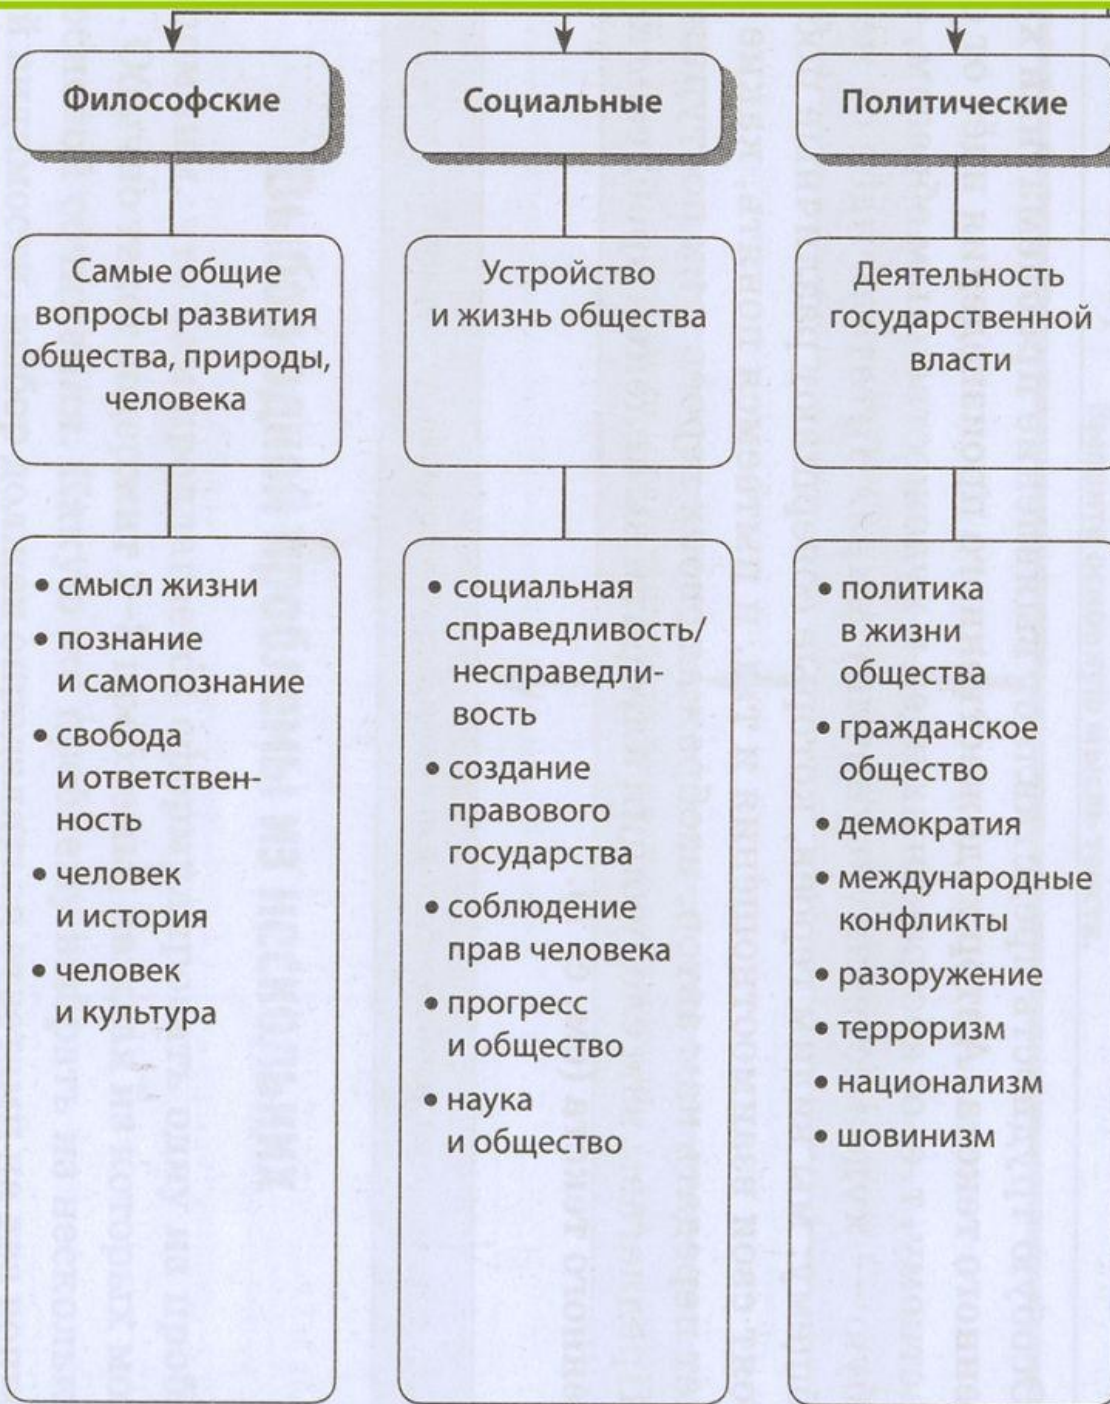 Философские
Самые общие
вопросы развития
общества, природы,
человека
• смысл жизни
• познание
и самопознание
• свобода
и ответствен-
ность
• человек
и история
• человек
и культура
Социальные
Устройство
и жизнь общества
• социальная
справедливость/
несправедли-
вость
• создание
правового
государства
• соблюдение
прав человека
• прогресс
и общество
• наука
и общество
Политические
Деятельность
государственной
власти
• политика
в жизни
общества
• гражданское
общество
• демократия
• международные
конфликты
• разоружение
• терроризм
• национализм
• шовинизм